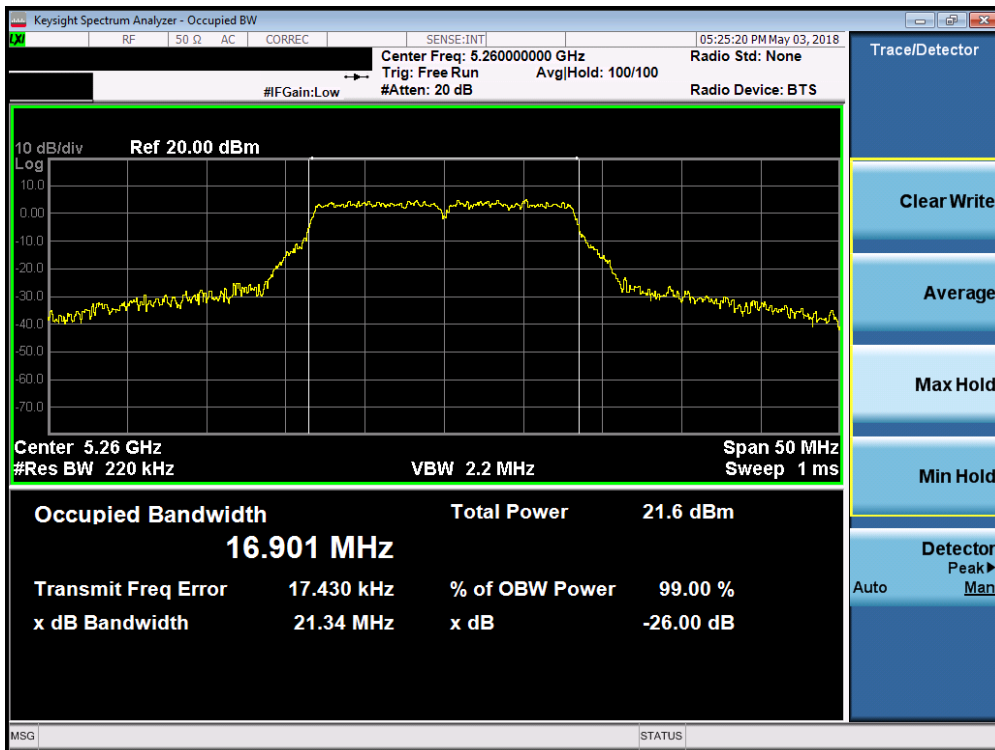 Keysight Spectrum Analyzer - Occupied BW
LXI RF 50 Ω AC CORREC SENSE:INT 05:25:20 PM May 03, 2018
Center Freq: 5.260000000 GHz Radio Std: None
Trig: Free Run Avg|Hold: 100/100
#IFGain:Low #Atten: 20 dB Radio Device: BTS
Trace/Detector
10 dB/div Ref 20.00 dBm
Log
10.0
0.00
-10.0
-20.0
-30.0
-40.0
-50.0
-60.0
-70.0
Center 5.26 GHz Span 50 MHz
#Res BW 220 kHz VBW 2.2 MHz Sweep 1 ms
Occupied Bandwidth Total Power 21.6 dBm
16.901 MHz
Transmit Freq Error 17.430 kHz % of OBW Power 99.00 %
x dB Bandwidth 21.34 MHz x dB -26.00 dB
Clear Write
Average
Max Hold
Min Hold
Detector
Peak▶
Auto Man
MSG STATUS